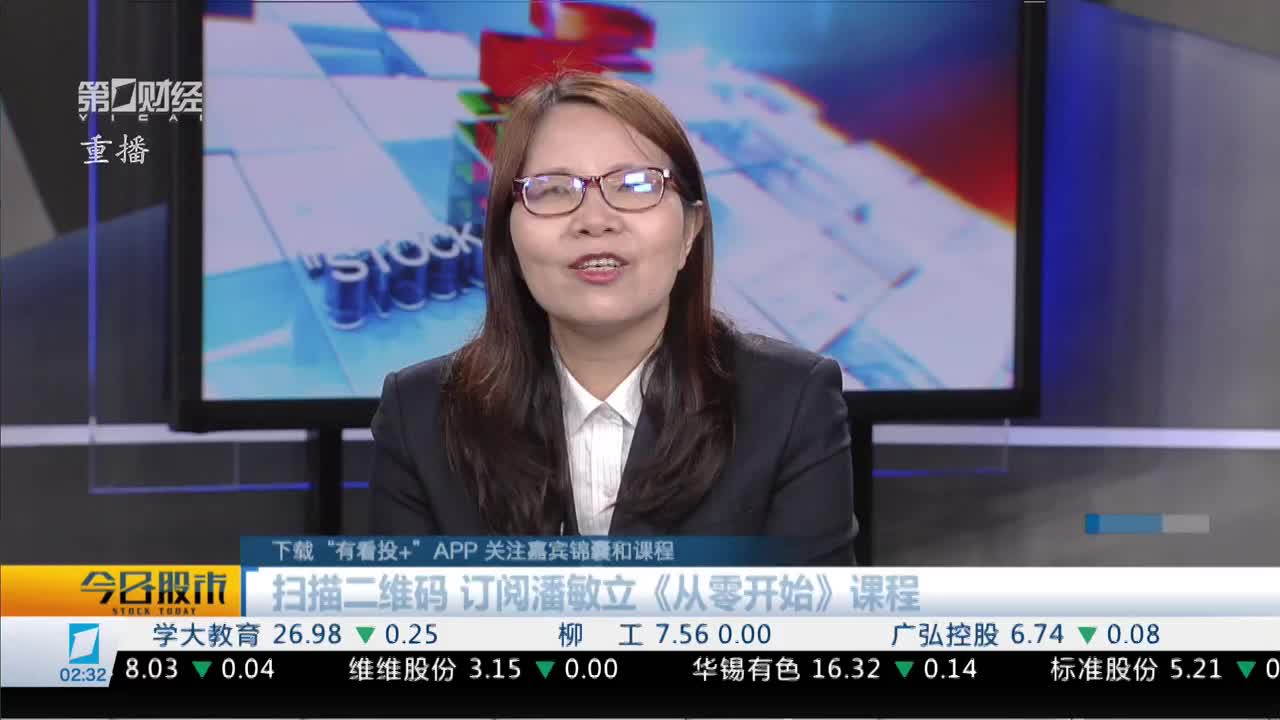 第一财经
YICAI
重播
"STOCK
下载“有看投+”APP 关注嘉宾锦囊和课程
今日股市
STOCK TODAY
扫描二维码 订阅潘敏立《从零开始》课程
学大教育 26.98 ▼ 0.25 柳 工 7.56 0.00 广弘控股 6.74 ▼ 0.08
02:32
8.03 ▼ 0.04 维维股份 3.15 ▼ 0.00 华锡有色 16.32 ▼ 0.14 标准股份 5.21 ▼ 0